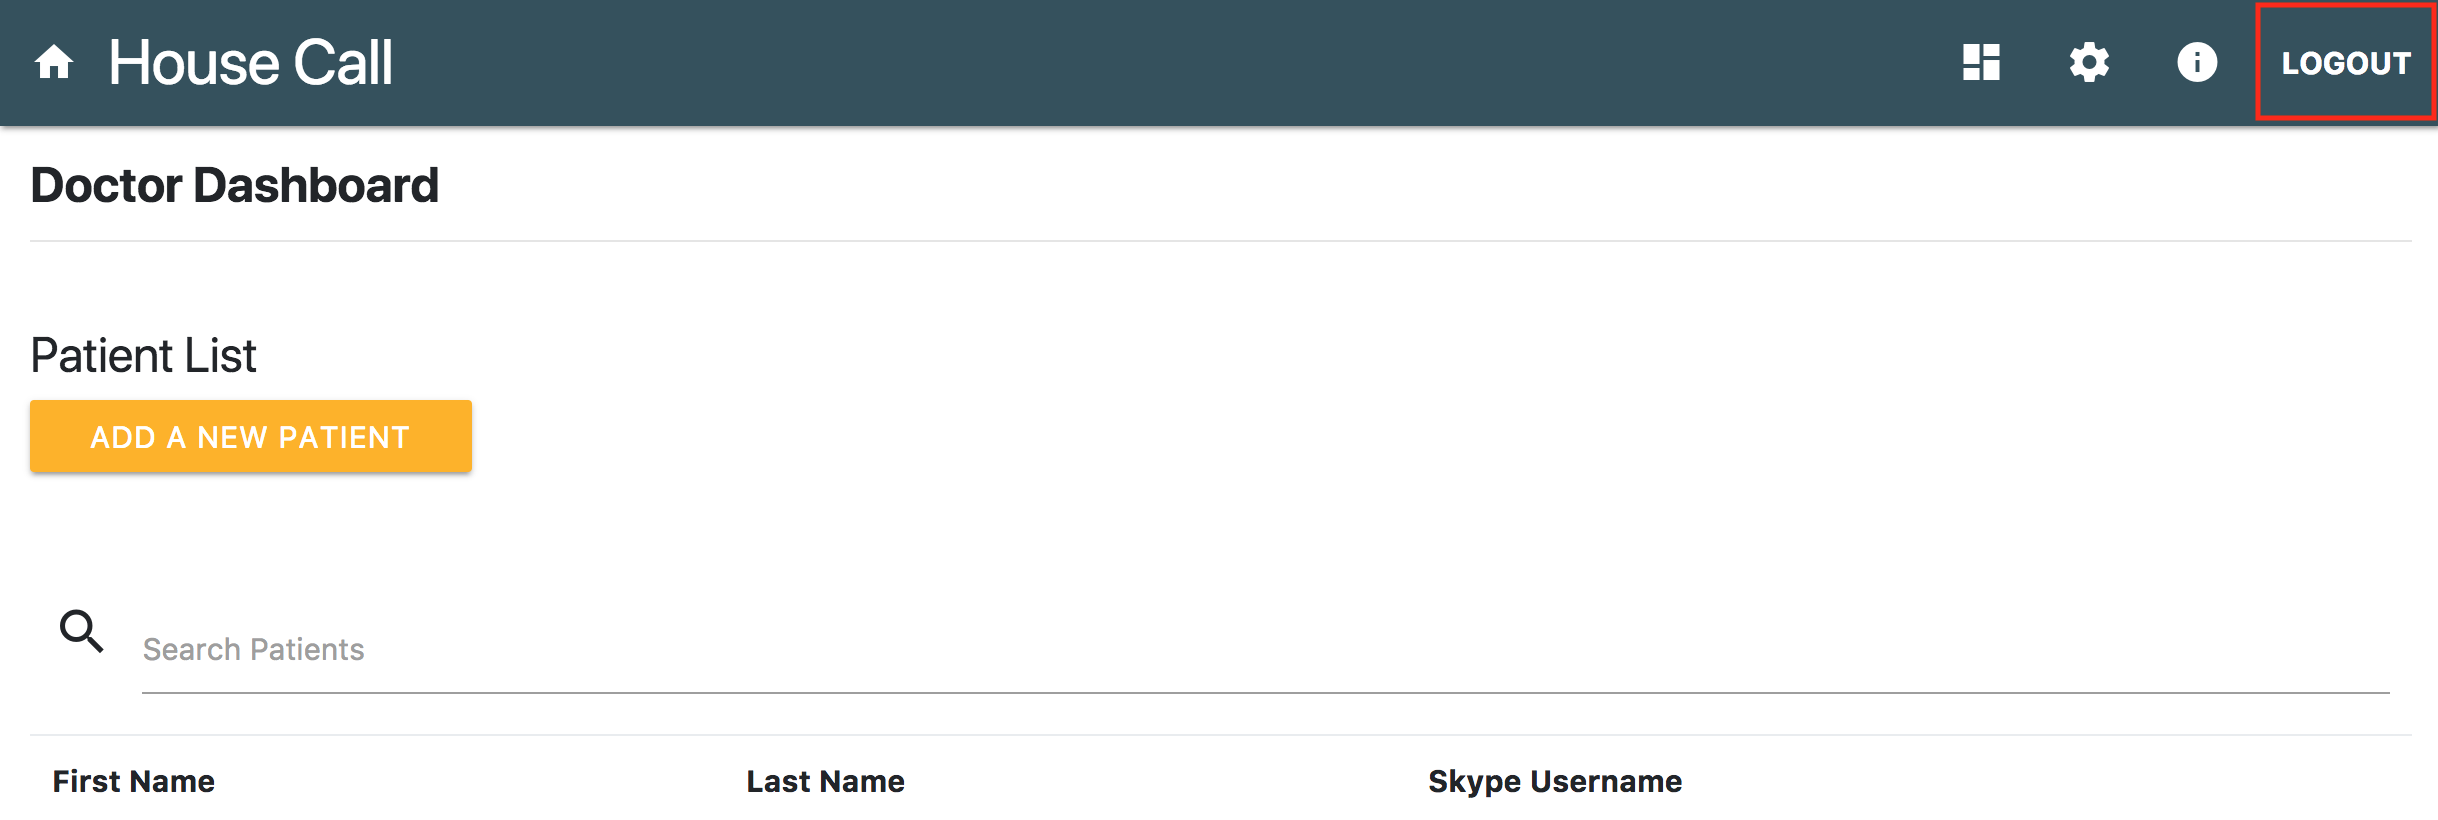 House Call
LOGOUT
Doctor Dashboard
Patient List
ADD A NEW PATIENT
Search Patients
First Name Last Name Skype Username